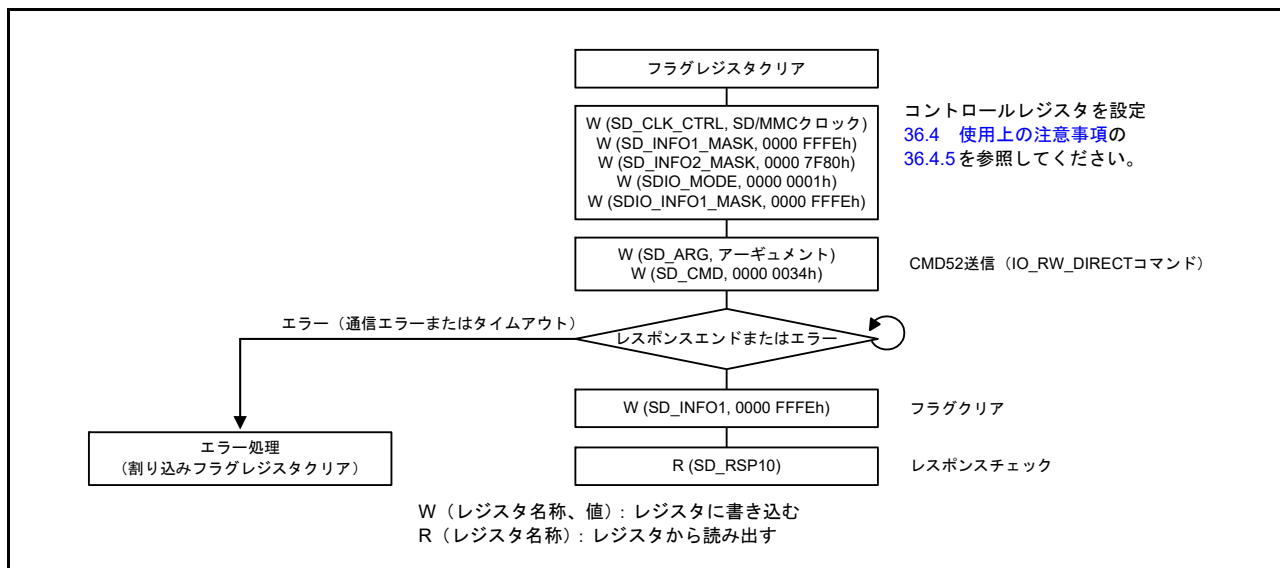 フラグレジスタクリア
W (SD_CLK_CTRL, SD/MMCクロック)
W (SD_INFO1_MASK, 0000 FFFEh)
W (SD_INFO2_MASK, 0000 7F80h)
W (SDIO_MODE, 0000 0001h)
W (SDIO_INFO1_MASK, 0000 FFFEh)
コントロールレジスタを設定
36.4 使用上の注意事項の
36.4.5を参照してください。
W (SD_ARG, アーギュメント)
W (SD_CMD, 0000 0034h)
CMD52送信（IO_RW_DIRECTコマンド）
エラー（通信エラーまたはタイムアウト）
レスポンスエンドまたはエラー
W (SD_INFO1, 0000 FFFEh)
フラグクリア
エラー処理
（割り込みフラグレジスタクリア）
R (SD_RSP10)
レスポンスチェック
W（レジスタ名称、値）: レジスタに書き込む
R（レジスタ名称）: レジスタから読み出す